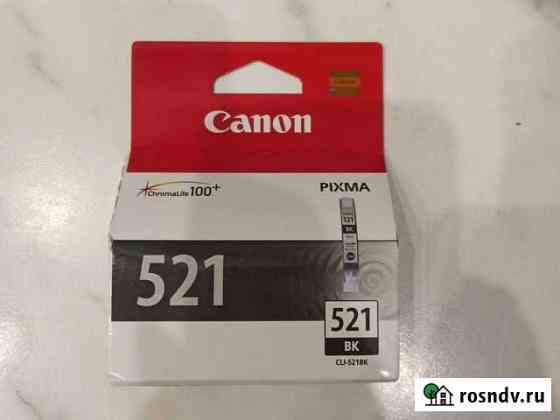 Canon
ChromaLife100+
PIXMA
521
BK
521
521
BK
CLI-521BK
rosndv.ru